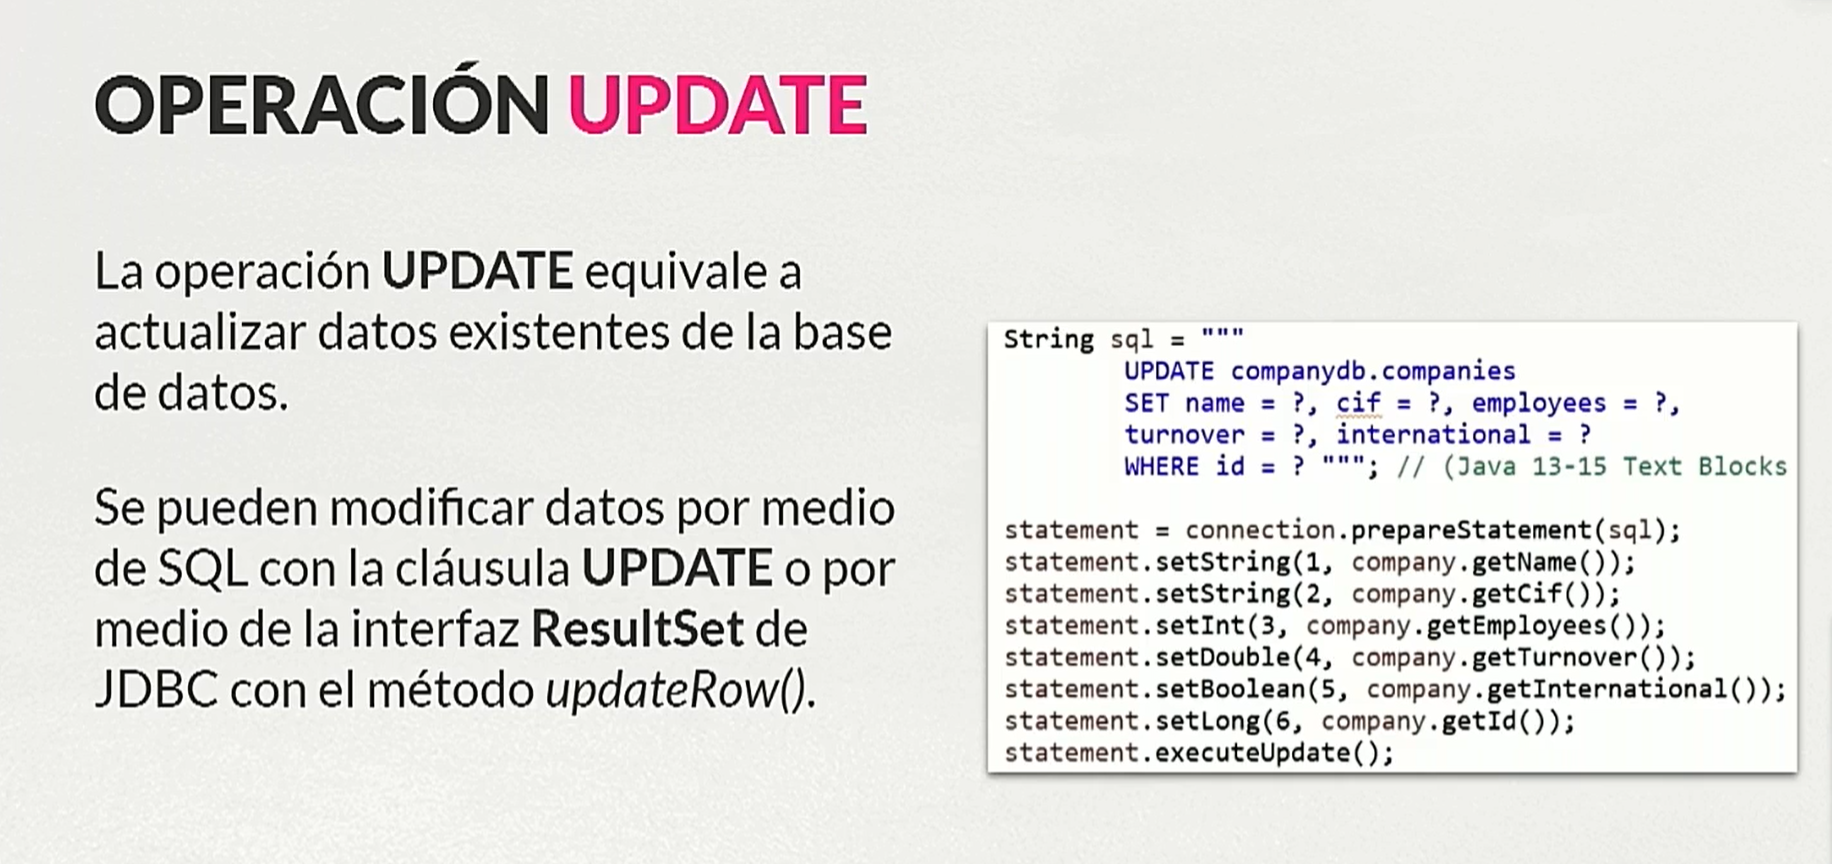 OPERACIÓN UPDATE
La operación UPDATE equivale a
actualizar datos existentes de la base
de datos.
Se pueden modificar datos por medio
de SQL con la cláusula UPDATE o por
medio de la interfaz ResultSet de
JDBC con el método updateRow().
String sql = """
UPDATE companydb.companies
SET name = ?, cif = ?, employees = ?,
turnover = ?, international = ?
WHERE id = ? """; // (Java 13-15 Text Blocks
statement = connection.prepareStatement(sql);
statement.setString(1, company.getName());
statement.setString(2, company.getCif());
statement.setInt(3, company.getEmployees());
statement.setDouble(4, company.getTurnover());
statement.setBoolean(5, company.getInternational());
statement.setLong(6, company.getId());
statement.executeUpdate();